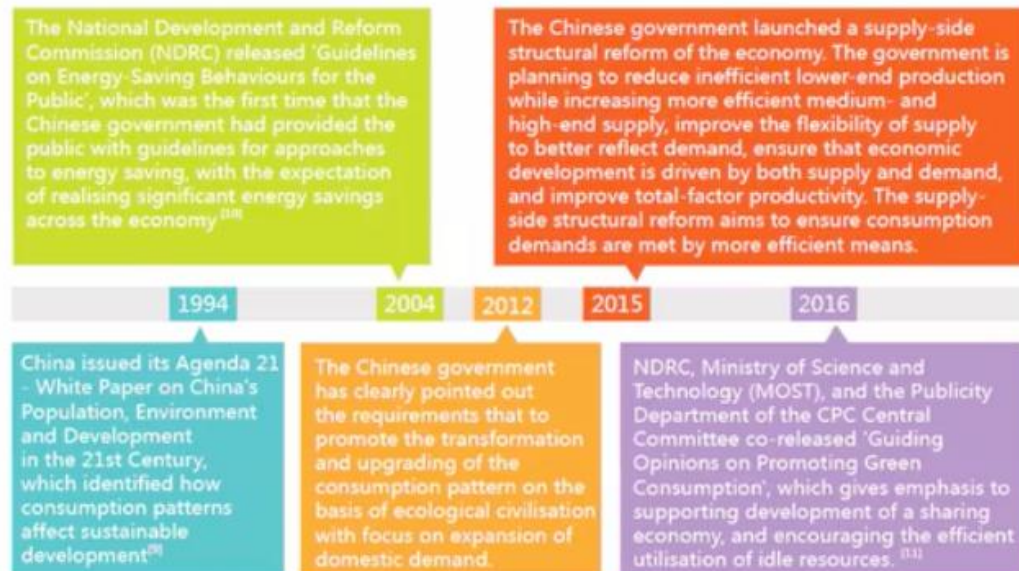 The National Development and Reform
Commission (NDRC) released 'Guidelines
on Energy-Saving Behaviours for the
Public', which was the first time that the
Chinese government had provided the
public with guidelines for approaches
to energy saving, with the expectation
of realising significant energy savings
across the economy [10]
The Chinese government launched a supply-side
structural reform of the economy. The government is
planning to reduce inefficient lower-end production
while increasing more efficient medium- and
high-end supply, improve the flexibility of supply
to better reflect demand, ensure that economic
development is driven by both supply and demand,
and improve total-factor productivity. The supply-
side structural reform aims to ensure consumption
demands are met by more efficient means.
1994
2004
2012
2015
2016
China issued its Agenda 21
- White Paper on China's
Population, Environment
and Development
in the 21st Century,
which identified how
consumption patterns
affect sustainable
development[9]
The Chinese government
has clearly pointed out
the requirements that to
promote the transformation
and upgrading of the
consumption pattern on the
basis of ecological civilisation
with focus on expansion of
domestic demand.
NDRC, Ministry of Science and
Technology (MOST), and the Publicity
Department of the CPC Central
Committee co-released 'Guiding
Opinions on Promoting Green
Consumption', which gives emphasis to
supporting development of a sharing
economy, and encouraging the efficient
utilisation of idle resources. [11]